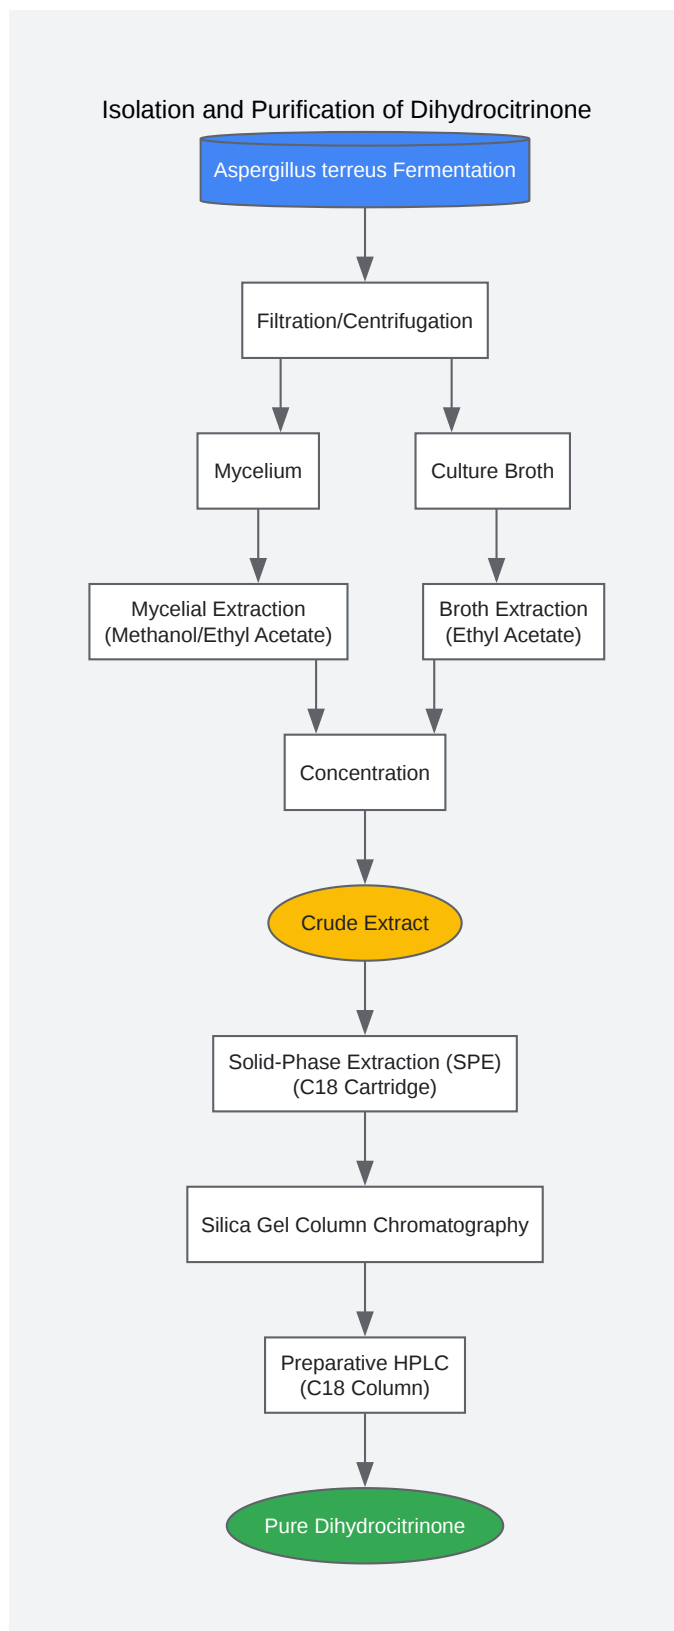 Isolation and Purification of Dihydrocitrinone
Aspergillus terreus Fermentation
Filtration/Centrifugation
Mycelium
Culture Broth
Mycelial Extraction
(Methanol/Ethyl Acetate)
Broth Extraction
(Ethyl Acetate)
Concentration
Crude Extract
Solid-Phase Extraction (SPE)
(C18 Cartridge)
Silica Gel Column Chromatography
Preparative HPLC
(C18 Column)
Pure Dihydrocitrinone